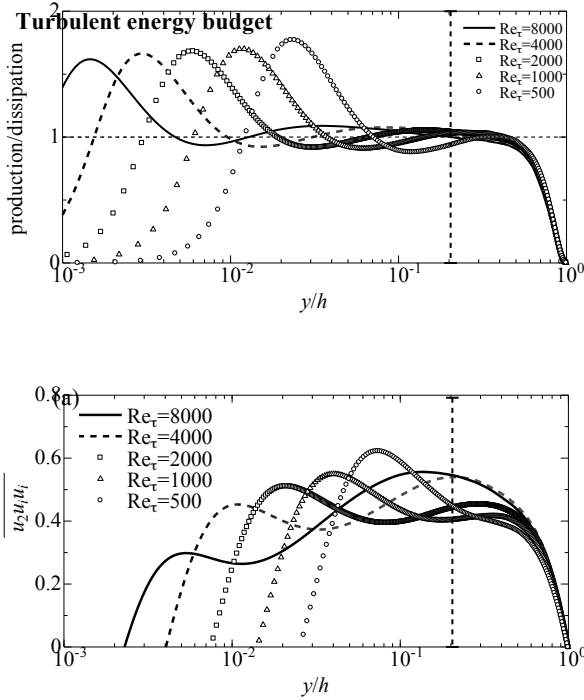 Turbulent energy budget
2
1
0
production/dissipation
Re_τ=8000
Re_τ=4000
Re_τ=2000
Re_τ=1000
Re_τ=500
10^-3
10^-2
10^-1
10^0
y/h
(a)
0.8
0.6
0.4
0.2
0
u_2u_iu_i
Re_τ=8000
Re_τ=4000
Re_τ=2000
Re_τ=1000
Re_τ=500
10^-3
10^-2
10^-1
10^0
y/h